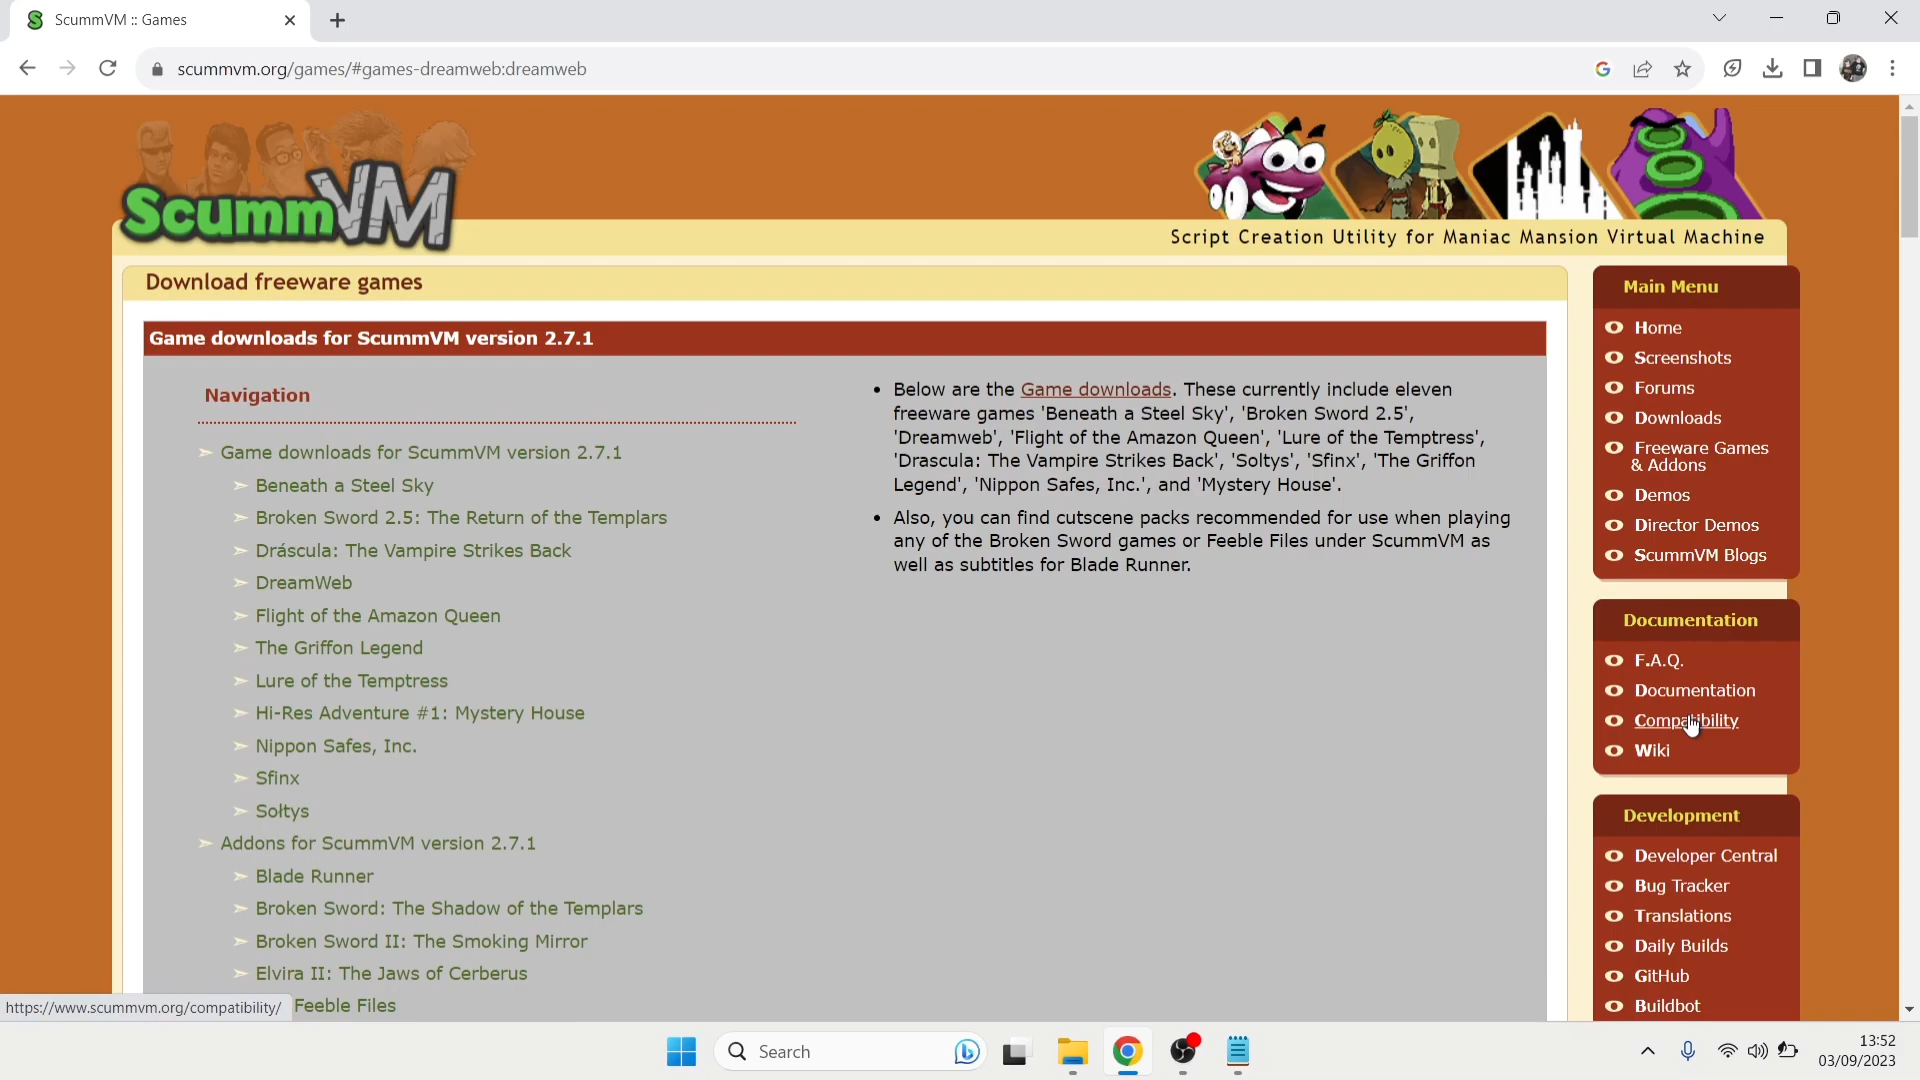 ScummVM :: Games
scummvm.org/games/#games-dreamweb:dreamweb
ScummVM
Script Creation Utility for Maniac Mansion Virtual Machine
Download freeware games
Game downloads for ScummVM version 2.7.1
Navigation
Game downloads for ScummVM version 2.7.1
Beneath a Steel Sky
Broken Sword 2.5: The Return of the Templars
Dráscula: The Vampire Strikes Back
DreamWeb
Flight of the Amazon Queen
The Griffon Legend
Lure of the Temptress
Hi-Res Adventure #1: Mystery House
Nippon Safes, Inc.
Sfinx
Sołtys
Addons for ScummVM version 2.7.1
Blade Runner
Broken Sword: The Shadow of the Templars
Broken Sword II: The Smoking Mirror
Elvira II: The Jaws of Cerberus
Feeble Files
Below are the Game downloads. These currently include eleven
freeware games 'Beneath a Steel Sky', 'Broken Sword 2.5',
'Dreamweb', 'Flight of the Amazon Queen', 'Lure of the Temptress',
'Drascula: The Vampire Strikes Back', 'Soltys', 'Sfinx', 'The Griffon
Legend', 'Nippon Safes, Inc.', and 'Mystery House'.
Also, you can find cutscene packs recommended for use when playing
any of the Broken Sword games or Feeble Files under ScummVM as
well as subtitles for Blade Runner.
Main Menu
Home
Screenshots
Forums
Downloads
Freeware Games
& Addons
Demos
Director Demos
ScummVM Blogs
Documentation
F.A.Q.
Documentation
Compatibility
Wiki
Development
Developer Central
Bug Tracker
Translations
Daily Builds
GitHub
Buildbot
https://www.scummvm.org/compatibility/
Search
13:52
03/09/2023